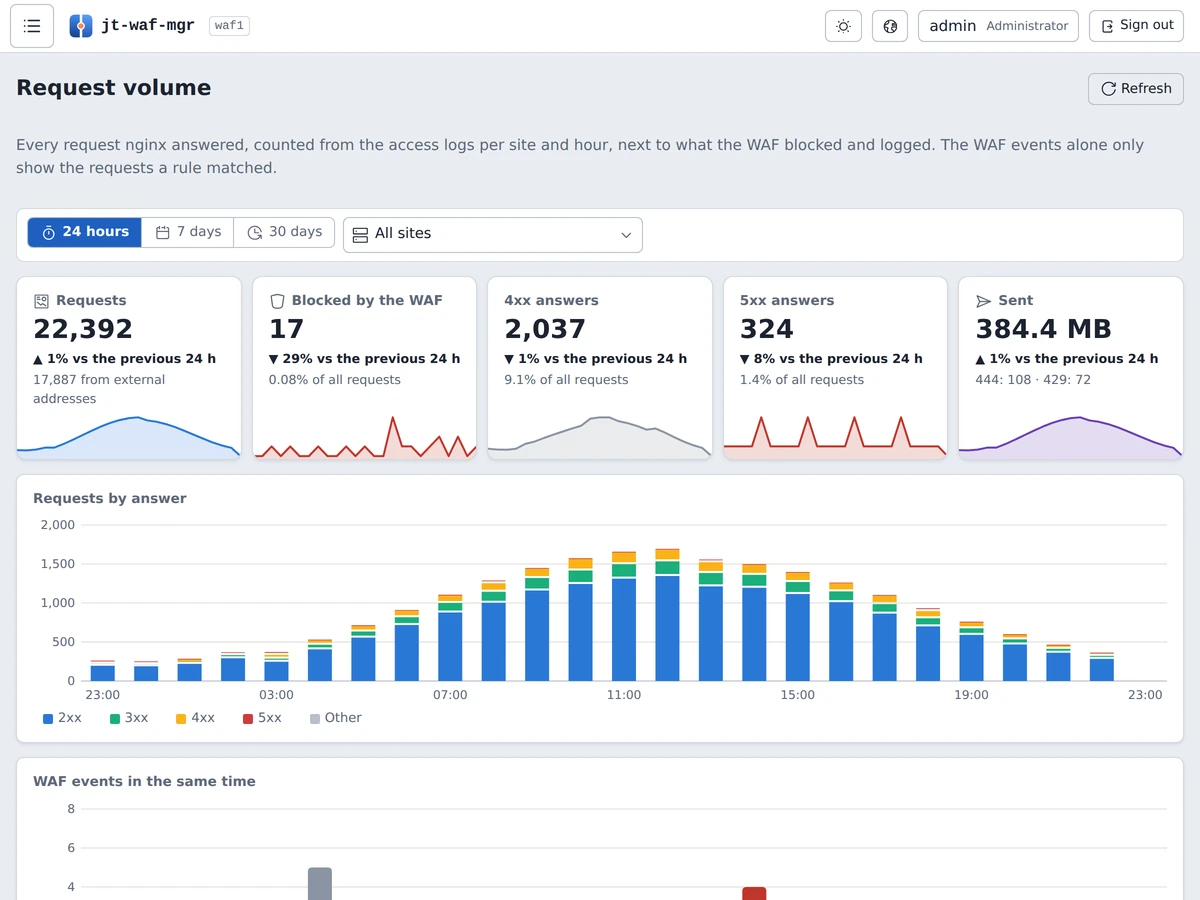 jt-waf-mgr waf1 admin Administrator Sign out
Request volume
Refresh
Every request nginx answered, counted from the access logs per site and hour, next to what the WAF blocked and logged. The WAF events alone only
show the requests a rule matched.
24 hours 7 days 30 days All sites
Requests
22,392
▲ 1% vs the previous 24 h
17,887 from external
addresses
Blocked by the WAF
17
▼ 29% vs the previous 24 h
0.08% of all requests
4xx answers
2,037
▼ 1% vs the previous 24 h
9.1% of all requests
5xx answers
324
▼ 8% vs the previous 24 h
1.4% of all requests
Sent
384.4 MB
▲ 1% vs the previous 24 h
444: 108 · 429: 72
Requests by answer
2,000
1,500
1,000
500
0
23:00 03:00 07:00 11:00 15:00 19:00 23:00
2xx 3xx 4xx 5xx Other
WAF events in the same time
8
6
4